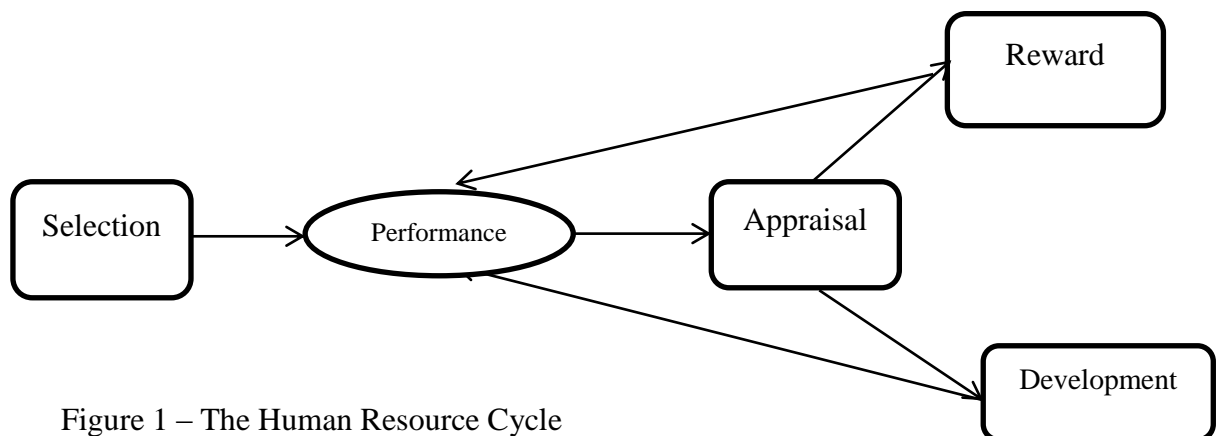 Reward
Selection
Performance
Appraisal
Development
Figure 1 – The Human Resource Cycle